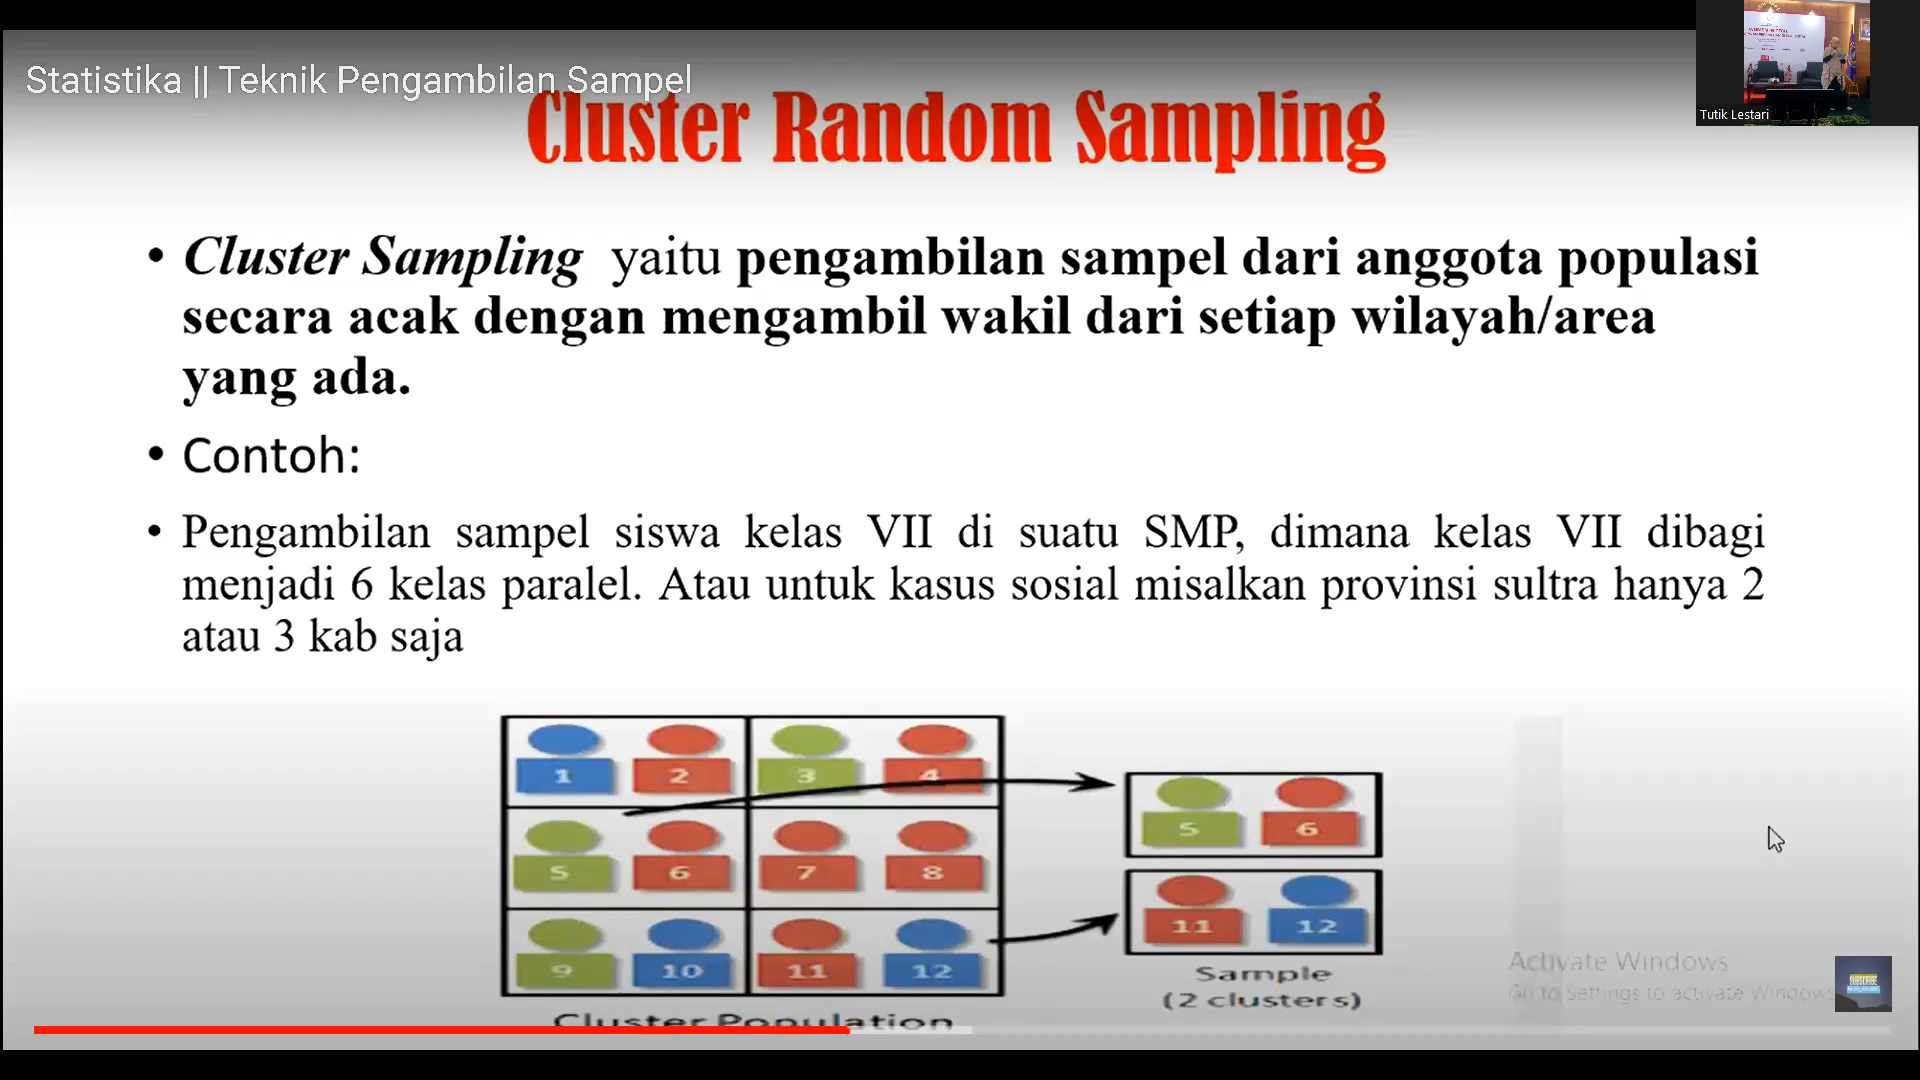 Statistika || Teknik Pengambilan Sampel
Tutik Lestari
Cluster Random Sampling
• Cluster Sampling yaitu pengambilan sampel dari anggota populasi
secara acak dengan mengambil wakil dari setiap wilayah/area
yang ada.
• Contoh:
• Pengambilan sampel siswa kelas VII di suatu SMP, dimana kelas VII dibagi
menjadi 6 kelas paralel. Atau untuk kasus sosial misalkan provinsi sultra hanya 2
atau 3 kab saja
1 2 3 4
5 6 7 8
9 10 11 12
Cluster Population
5 6
11 12
Sample
(2 clusters)
Activate Windows
Go to Settings to activate Windows
SUBSCRIBE